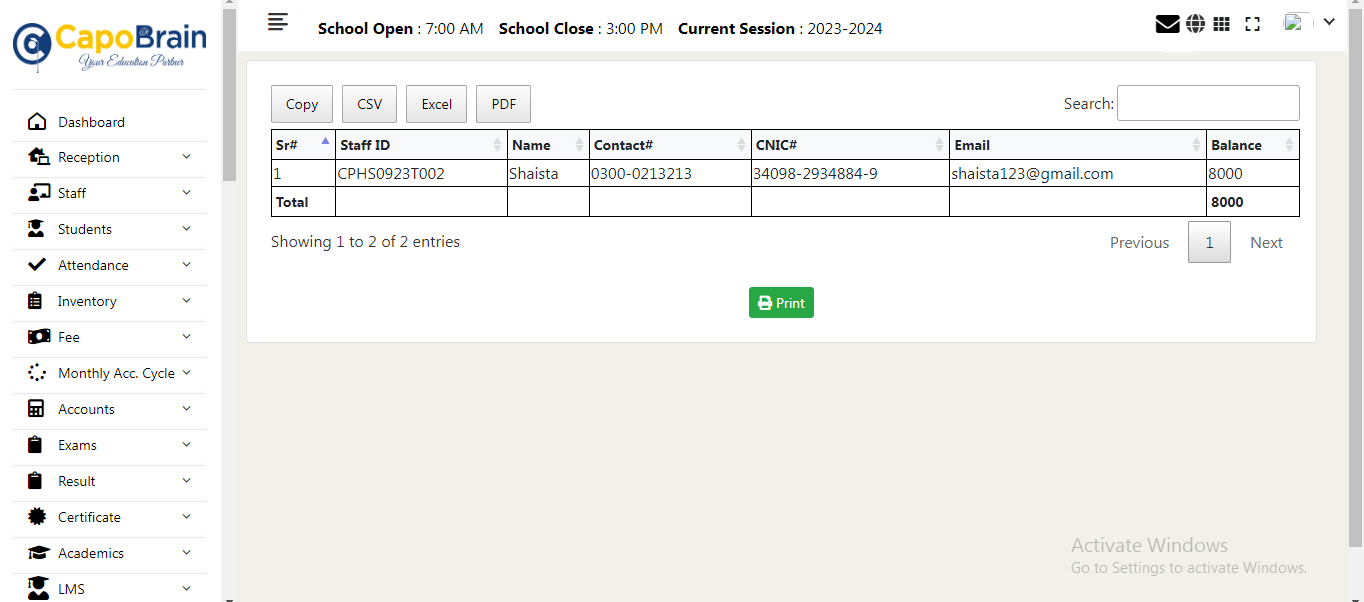 CapoBrain
Your Education Partner
School Open : 7:00 AM School Close : 3:00 PM Current Session : 2023-2024
Dashboard
Reception
Staff
Students
Attendance
Inventory
Fee
Monthly Acc. Cycle
Accounts
Exams
Result
Certificate
Academics
LMS
Copy CSV Excel PDF Search:
Sr# Staff ID Name Contact# CNIC# Email Balance
1 CPHS0923T002 Shaista 0300-0213213 34098-2934884-9 shaista123@gmail.com 8000
Total 8000
Showing 1 to 2 of 2 entries Previous 1 Next
Print
Activate Windows
Go to Settings to activate Windows.